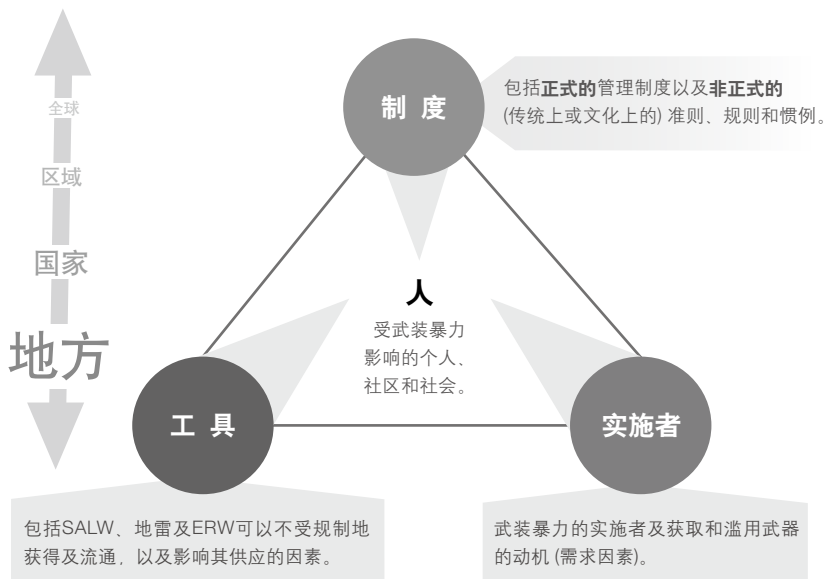 全球
区域
国家
地方
制 度
包括正式的管理制度以及非正式的
(传统上或文化上的) 准则、规则和惯例。
人
受武装暴力
影响的个人、
社区和社会。
工 具
实施者
包括SALW、地雷及ERW可以不受规制地
获得及流通，以及影响其供应的因素。
武装暴力的实施者及获取和滥用武器
的动机 (需求因素)。